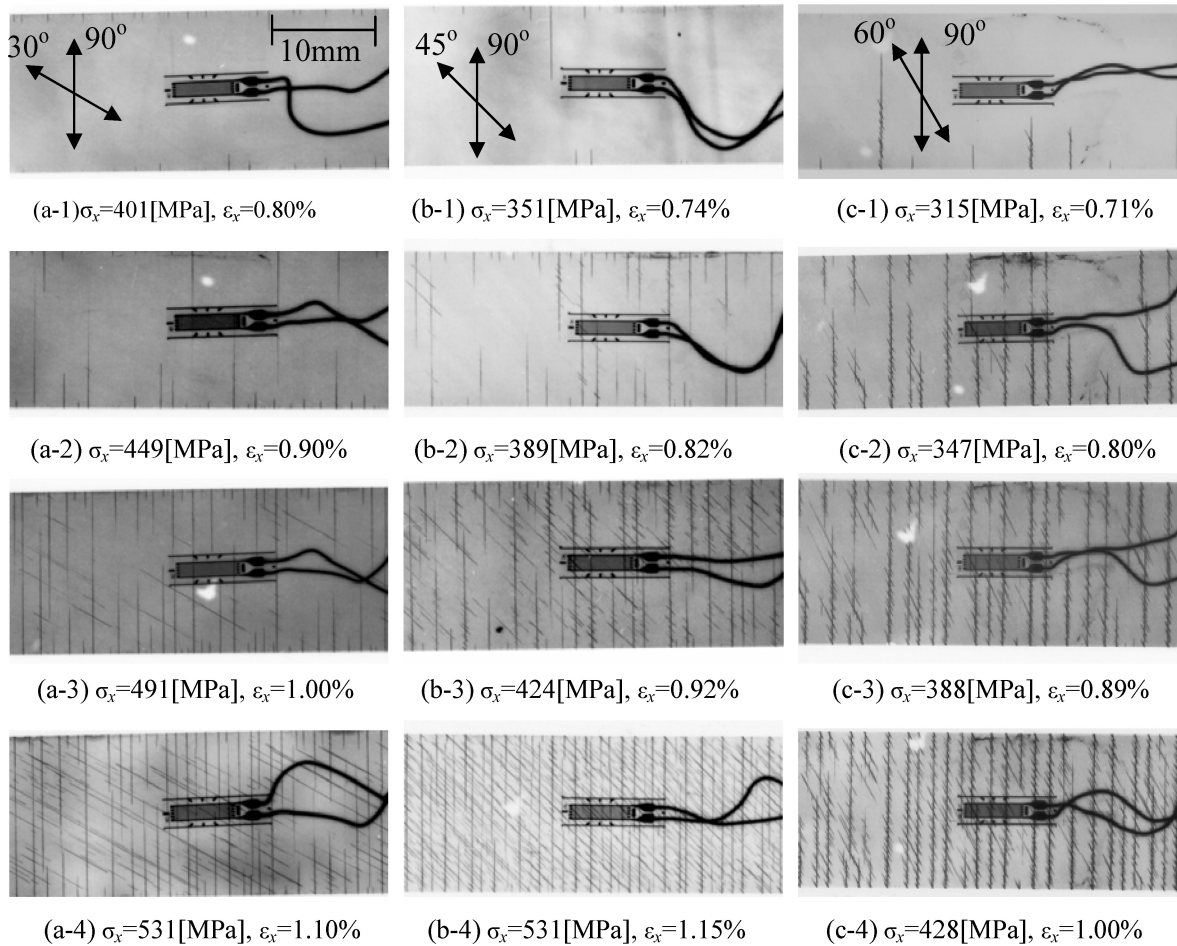 30° 90° 10mm 45° 90° 60° 90°
(a-1)σx=401[MPa], εx=0.80% (b-1) σx=351[MPa], εx=0.74% (c-1) σx=315[MPa], εx=0.71%
(a-2) σx=449[MPa], εx=0.90% (b-2) σx=389[MPa], εx=0.82% (c-2) σx=347[MPa], εx=0.80%
(a-3) σx=491[MPa], εx=1.00% (b-3) σx=424[MPa], εx=0.92% (c-3) σx=388[MPa], εx=0.89%
(a-4) σx=531[MPa], εx=1.10% (b-4) σx=531[MPa], εx=1.15% (c-4) σx=428[MPa], εx=1.00%